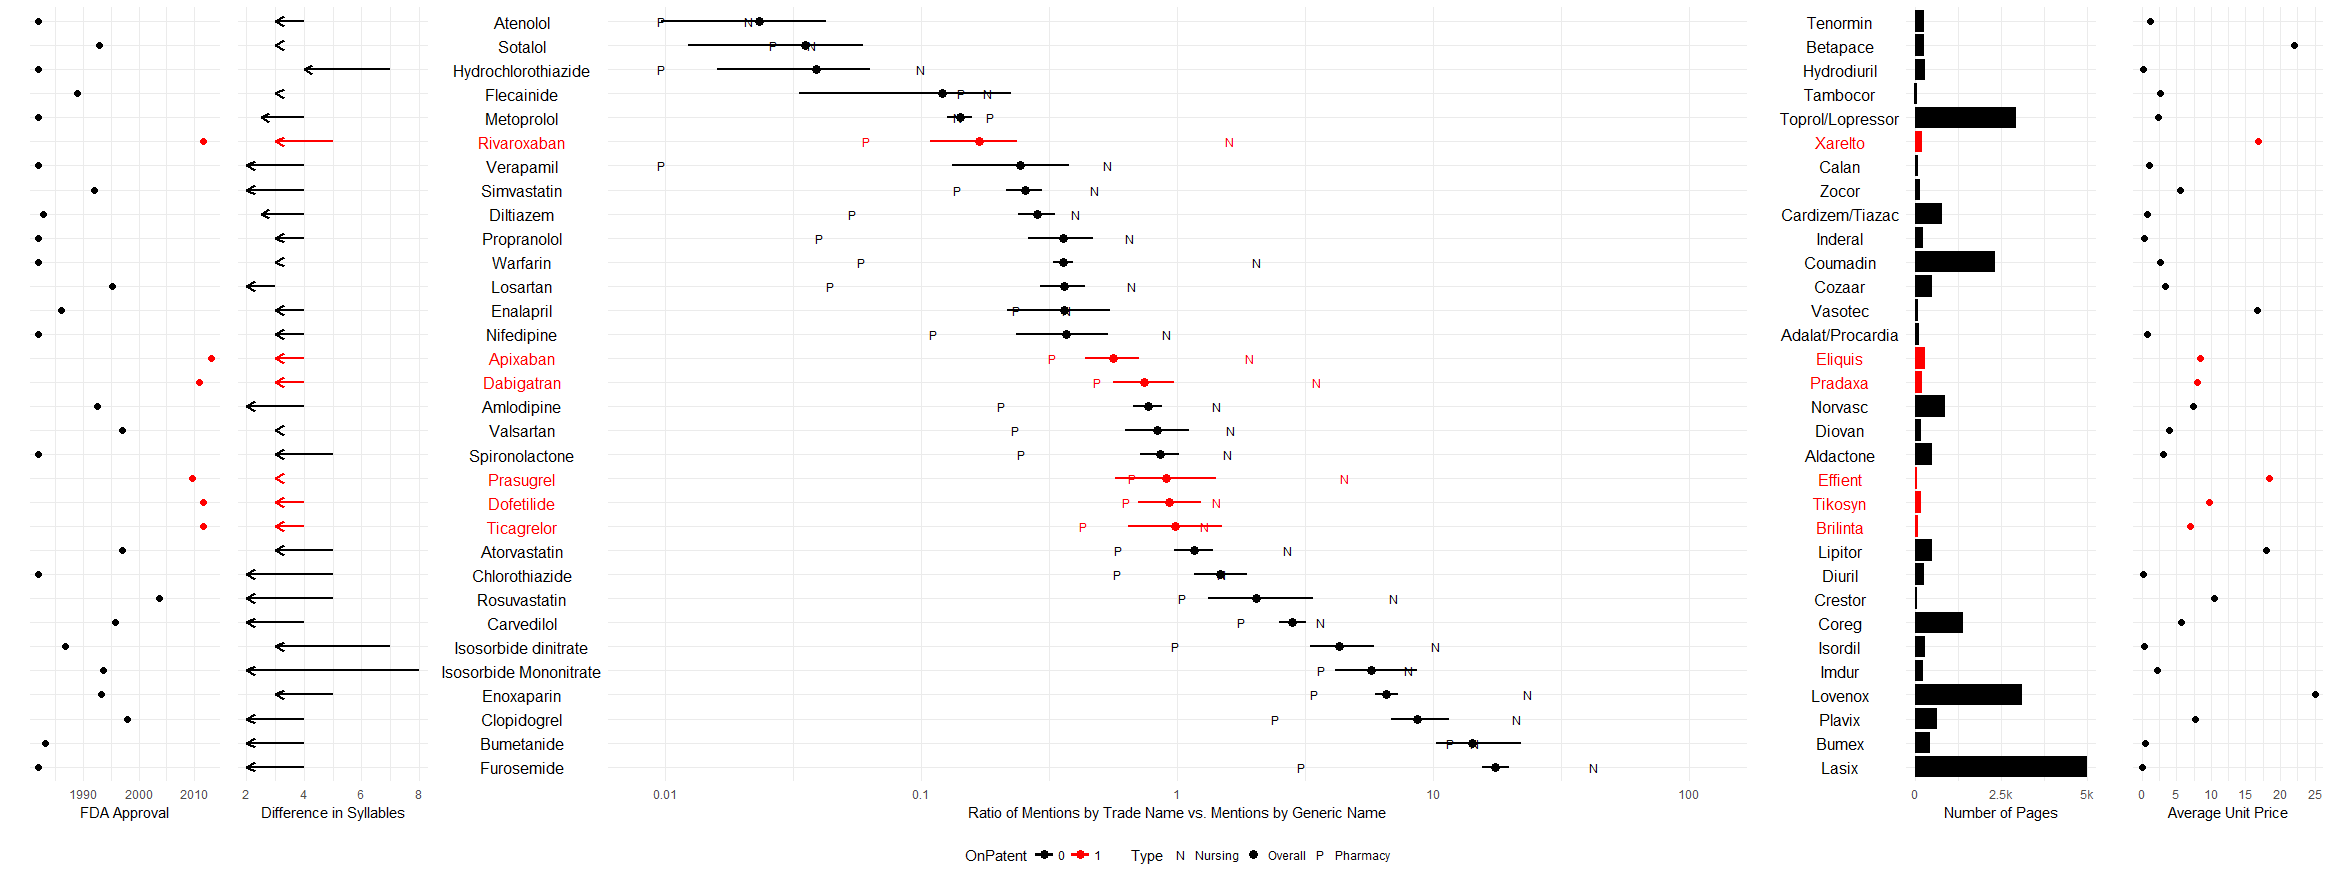 Atenolol Tenormin
Sotalol Betapace
Hydrochlorothiazide Hydrodiuril
Flecainide Tambocor
Metoprolol Toprol/Lopressor
Rivaroxaban Xarelto
Verapamil Calan
Simvastatin Zocor
Diltiazem Cardizem/Tiazac
Propranolol Inderal
Warfarin Coumadin
Losartan Cozaar
Enalapril Vasotec
Nifedipine Adalat/Procardia
Apixaban Eliquis
Dabigatran Pradaxa
Amlodipine Norvasc
Valsartan Diovan
Spironolactone Aldactone
Prasugrel Effient
Dofetilide Tikosyn
Ticagrelor Brilinta
Atorvastatin Lipitor
Chlorothiazide Diuril
Rosuvastatin Crestor
Carvedilol Coreg
Isosorbide dinitrate Isordil
Isosorbide Mononitrate Imdur
Enoxaparin Lovenox
Clopidogrel Plavix
Bumetanide Bumex
Furosemide Lasix
1990 2000 2010 2 4 6 8 0.01 0.1 1 10 100 0 2.5k 5k 0 5 10 15 20 25
FDA Approval Difference in Syllables Ratio of Mentions by Trade Name vs. Mentions by Generic Name Number of Pages Average Unit Price
OnPatent 0 1 Type N Nursing Overall P Pharmacy